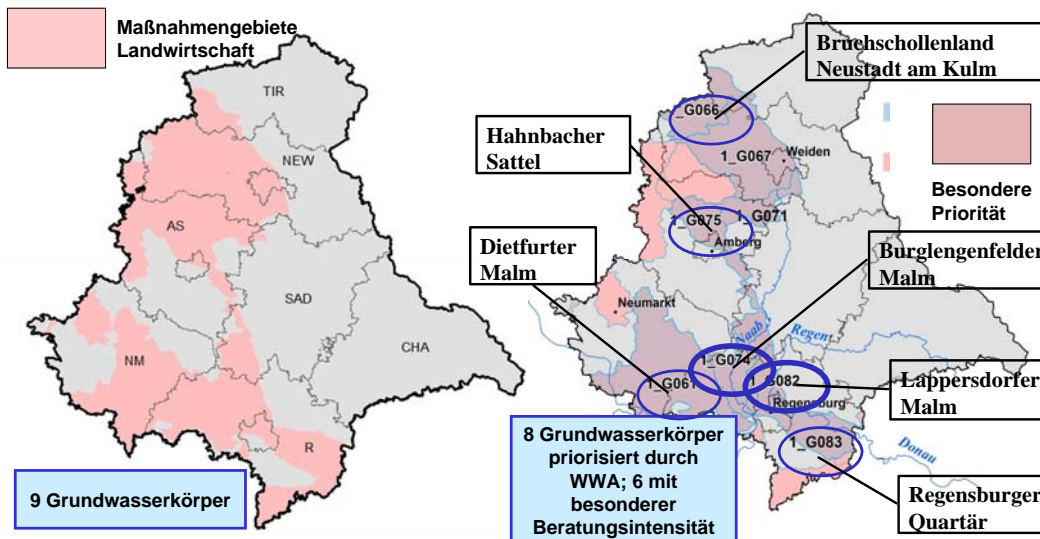 Maßnahmengebiete
Landwirtschaft
TIR
NEW
AS
SAD
NM
CHA
R
9 Grundwasserkörper
Bruchschollenland
Neustadt am Kulm
Hahnbacher
Sattel
Dietfurter
Malm
_G066
1_G067
Weiden
1_G075
1_G071
Amberg
Neumarkt
Naab
Regen
1_G074
1_G061
1_G082
Regensburg
1_G083
Donau
Besondere
Priorität
Burglengenfelder
Malm
Lappersdorfer
Malm
Regensburger
Quartär
8 Grundwasserkörper
priorisiert durch
WWA; 6 mit
besonderer
Beratungsintensität